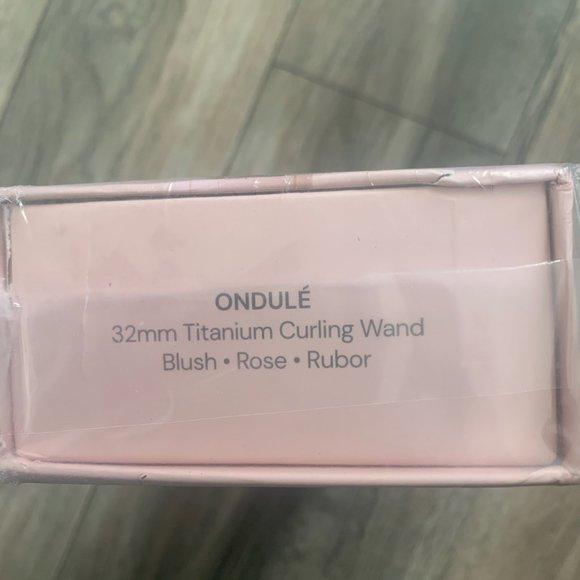 ONDULÉ
32mm Titanium Curling Wand
Blush • Rose • Rubor